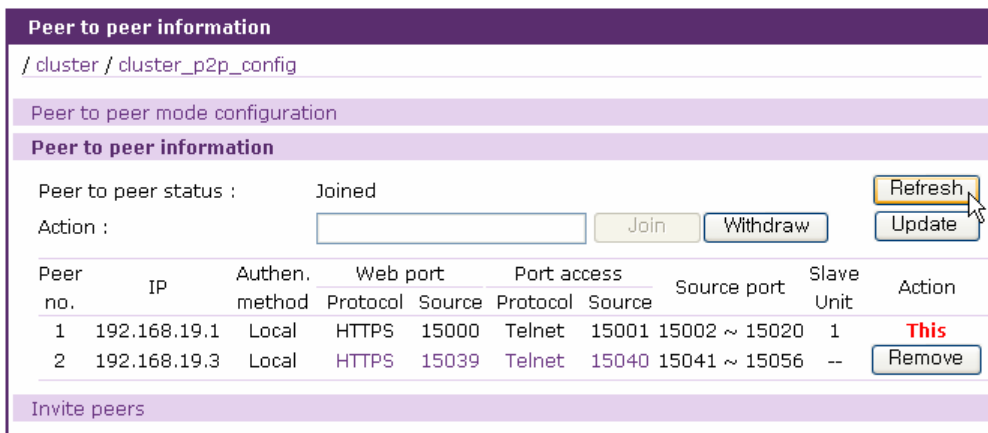 Peer to peer information
/ cluster / cluster_p2p_config
Peer to peer mode configuration
Peer to peer information
Peer to peer status : Joined Refresh
Action : Join Withdraw Update
Peer no. IP Authen. method Web port Protocol Source Port access Protocol Source Source port Slave Unit Action
1 192.168.19.1 Local HTTPS 15000 Telnet 15001 15002 ~ 15020 1 This
2 192.168.19.3 Local HTTPS 15039 Telnet 15040 15041 ~ 15056 -- Remove
Invite peers